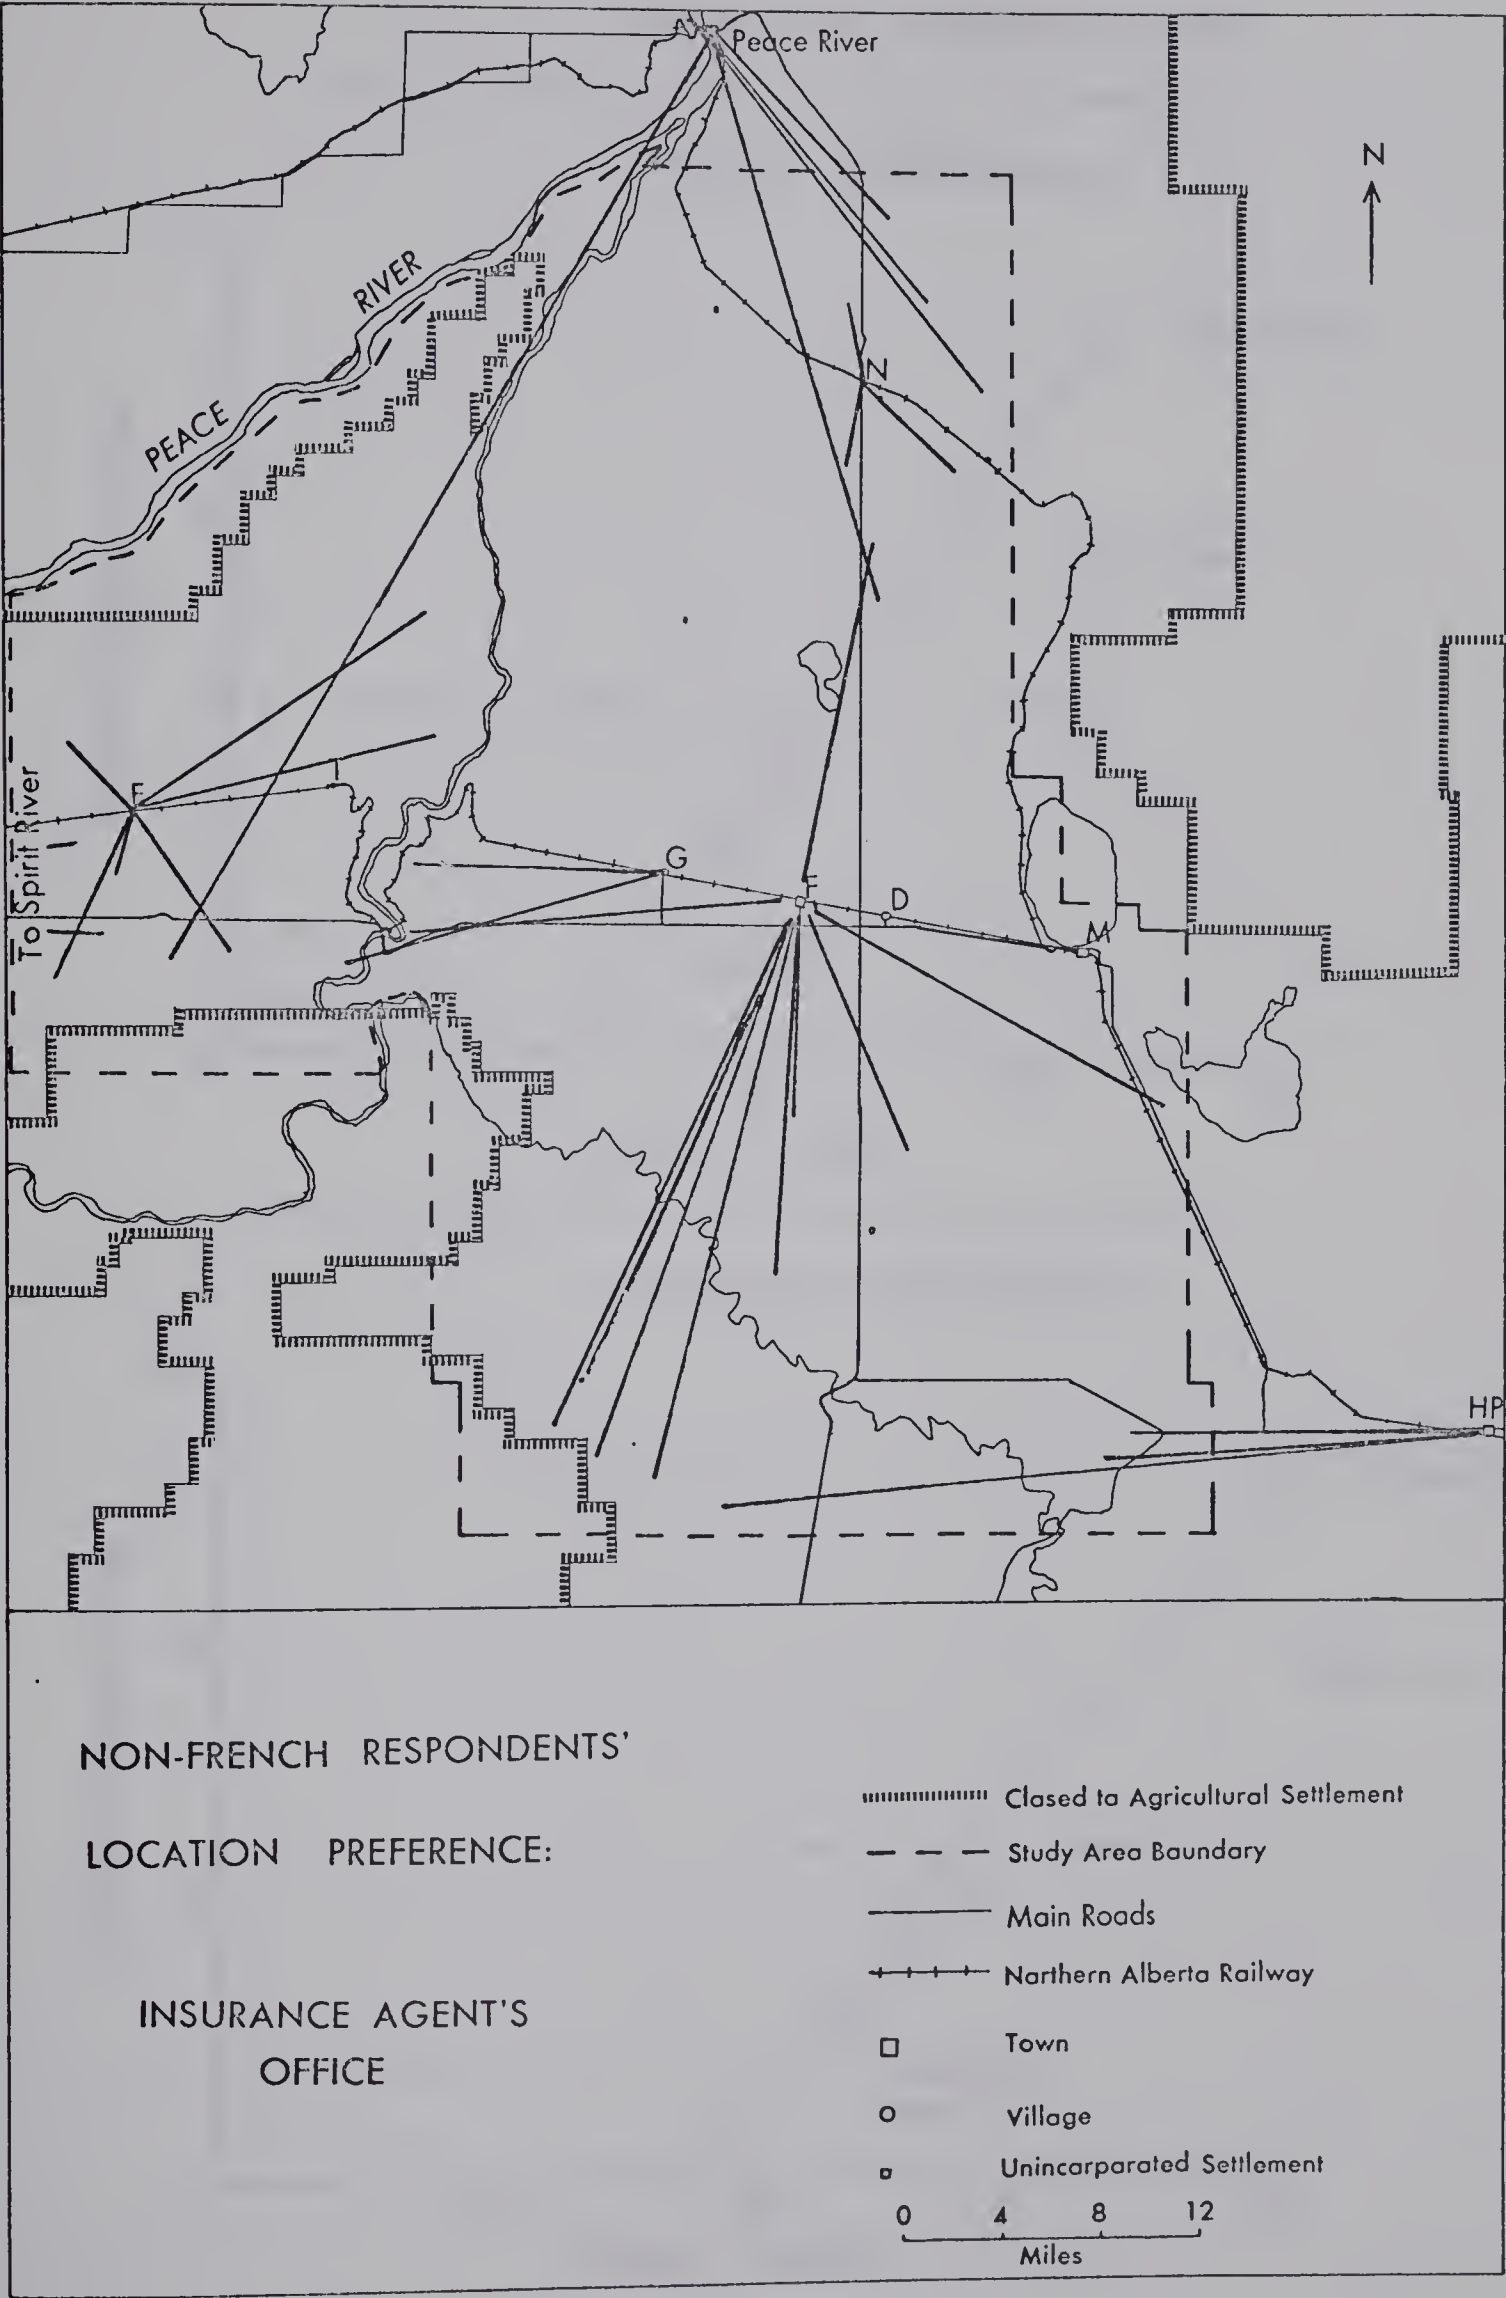 Peace River
N
RIVER
PEACE
N
To Spirit River
F
G
F
D
M
HP
NON-FRENCH RESPONDENTS'
LOCATION PREFERENCE:
INSURANCE AGENT'S
OFFICE
Clased ta Agricultural Settlement
Study Area Baundary
Main Roads
Narthern Alberta Railway
Town
Village
Unincarparated Settlement
0 4 8 12
Miles